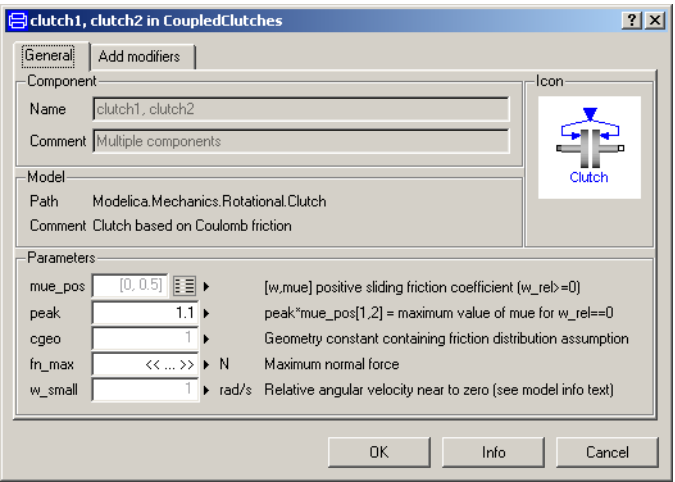 clutch1, clutch2 in CoupledClutches
General Add modifiers
Component
Name clutch1, clutch2
Comment Multiple components
Icon
Clutch
Model
Path Modelica.Mechanics.Rotational.Clutch
Comment Clutch based on Coulomb friction
Parameters
mue_pos [0, 0.5] [w,mue] positive sliding friction coefficient (w_rel>=0)
peak 1.1 peak*mue_pos[1,2] = maximum value of mue for w_rel==0
cgeo 1 Geometry constant containing friction distribution assumption
fn_max << ... >> N Maximum normal force
w_small 1 rad/s Relative angular velocity near to zero (see model info text)
OK Info Cancel